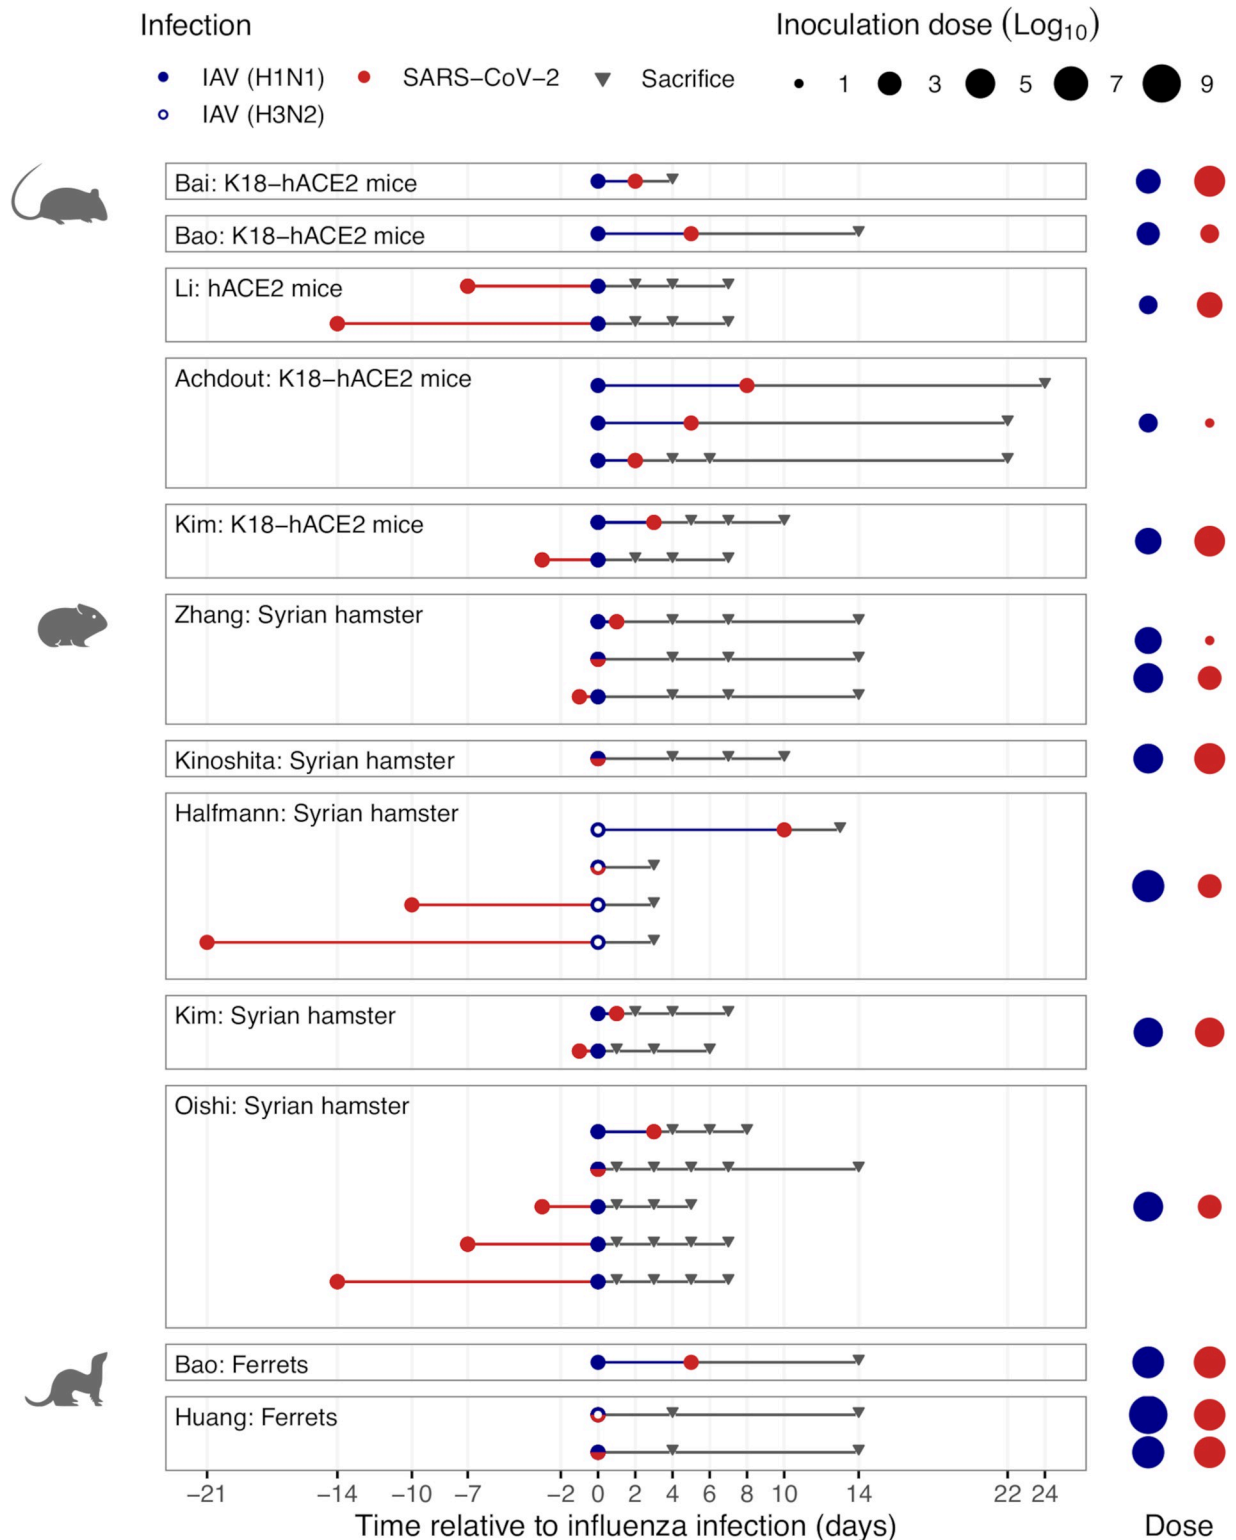 Infection
Inoculation dose (Log₁₀)
IAV (H1N1) SARS−CoV−2 Sacrifice 1 3 5 7 9
IAV (H3N2)
Bai: K18−hACE2 mice
Bao: K18−hACE2 mice
Li: hACE2 mice
Achdout: K18−hACE2 mice
Kim: K18−hACE2 mice
Zhang: Syrian hamster
Kinoshita: Syrian hamster
Halfmann: Syrian hamster
Kim: Syrian hamster
Oishi: Syrian hamster
Bao: Ferrets
Huang: Ferrets
−21 −14 −10 −7 −2 0 2 4 6 8 10 14 22 24
Time relative to influenza infection (days) Dose